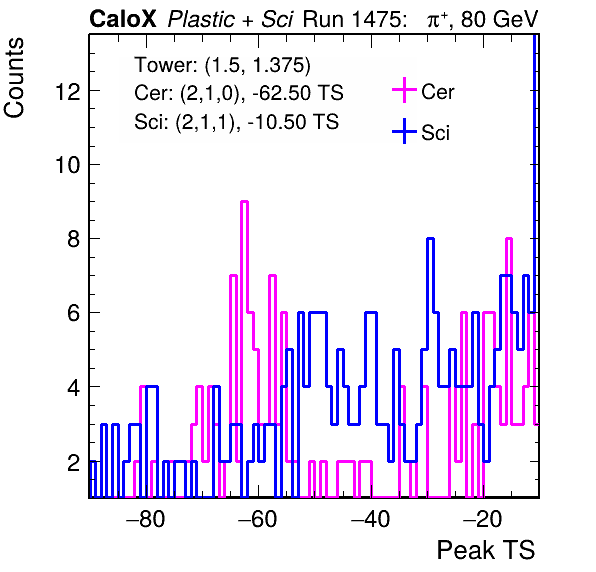 CaloX Plastic + Sci Run 1475: π⁺, 80 GeV
Tower: (1.5, 1.375)
Cer: (2,1,0), -62.50 TS
Sci: (2,1,1), -10.50 TS
Cer
Sci
Counts
12
10
8
6
4
2
−80 −60 −40 −20
Peak TS